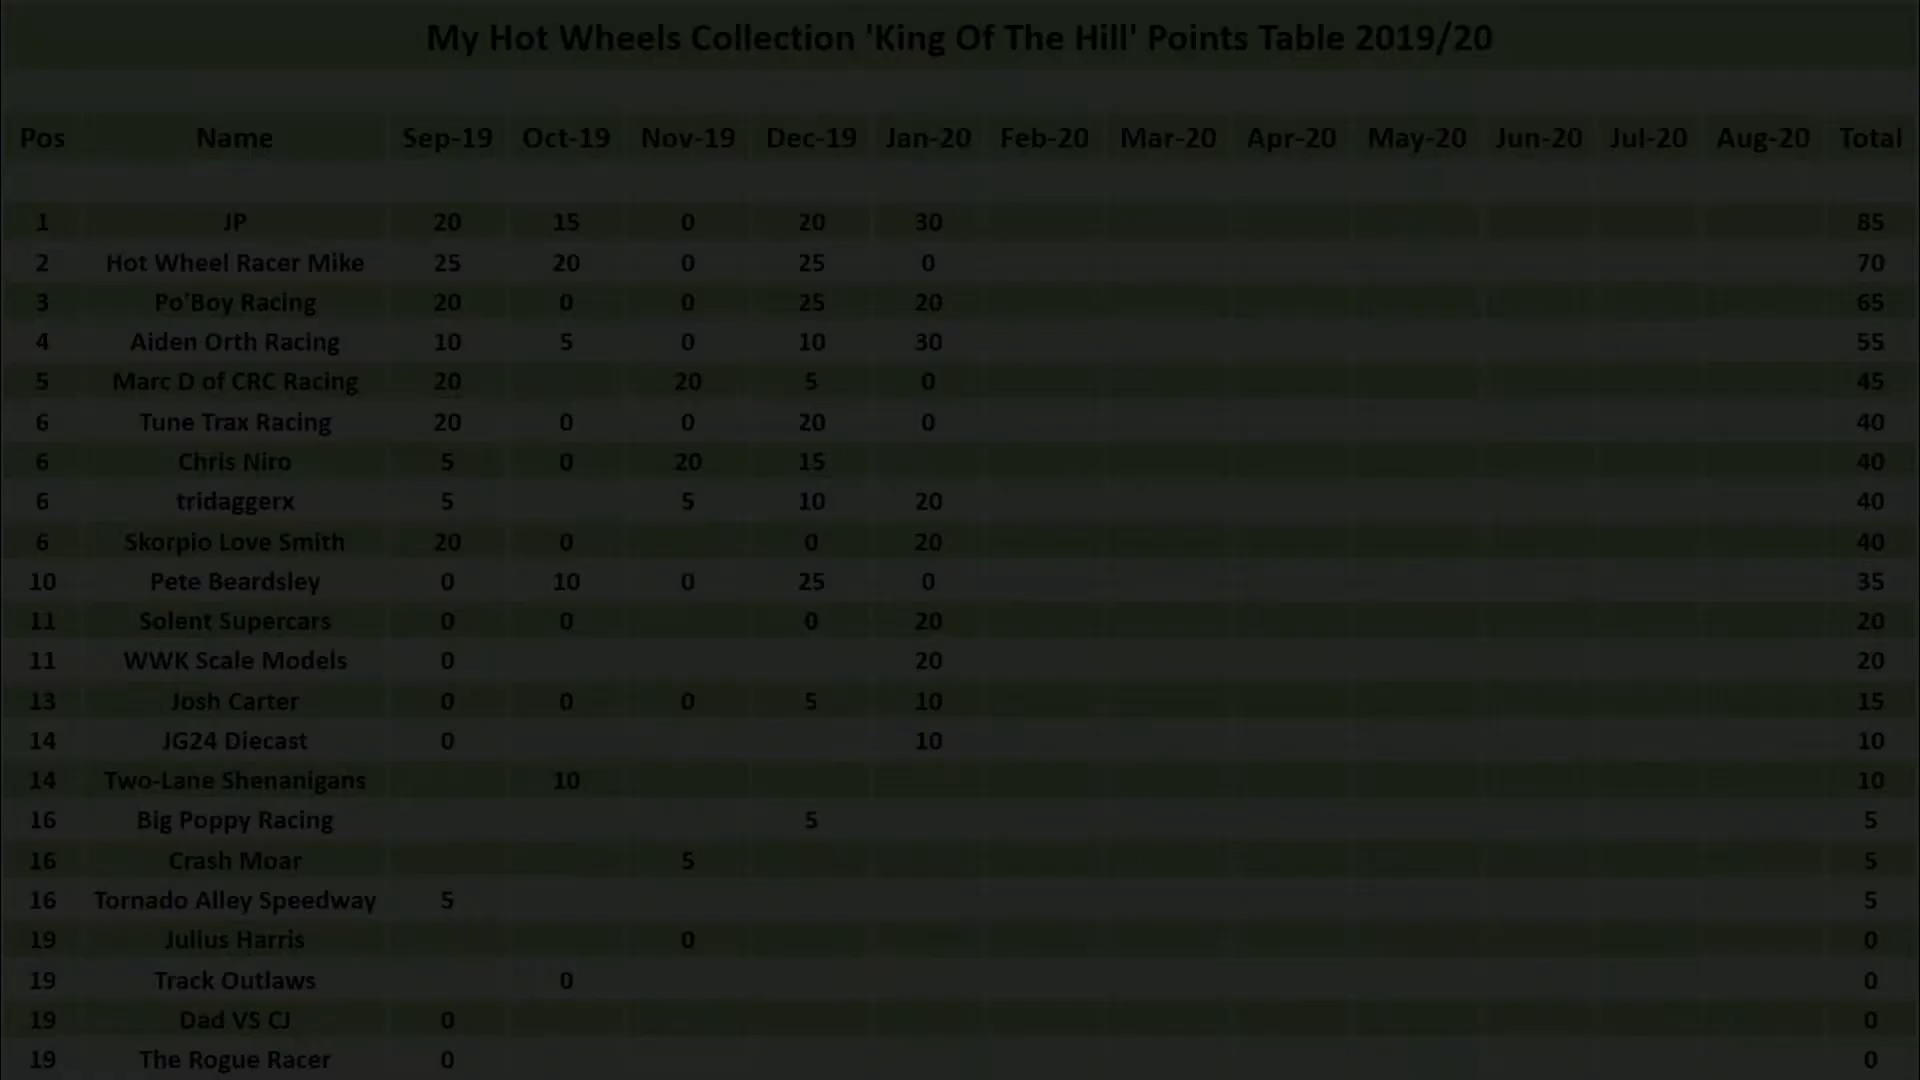 My Hot Wheels Collection 'King Of The Hill' Points Table 2019/20
Pos Name Sep-19 Oct-19 Nov-19 Dec-19 Jan-20 Feb-20 Mar-20 Apr-20 May-20 Jun-20 Jul-20 Aug-20 Total
1 JP 20 15 0 20 30 85
2 Hot Wheel Racer Mike 25 20 0 25 0 70
3 Po'Boy Racing 20 0 0 25 20 65
4 Aiden Orth Racing 10 5 0 10 30 55
5 Marc D of CRC Racing 20 20 5 0 45
6 Tune Trax Racing 20 0 0 20 0 40
6 Chris Niro 5 0 20 15 40
6 tridaggerx 5 5 10 20 40
6 Skorpio Love Smith 20 0 0 20 40
10 Pete Beardsley 0 10 0 25 0 35
11 Solent Supercars 0 0 0 20 20
11 WWK Scale Models 0 20 20
13 Josh Carter 0 0 0 5 10 15
14 JG24 Diecast 0 10 10
14 Two-Lane Shenanigans 10 10
16 Big Poppy Racing 5 5
16 Crash Moar 5 5
16 Tornado Alley Speedway 5 5
19 Julius Harris 0 0
19 Track Outlaws 0 0
19 Dad VS CJ 0 0
19 The Rogue Racer 0 0